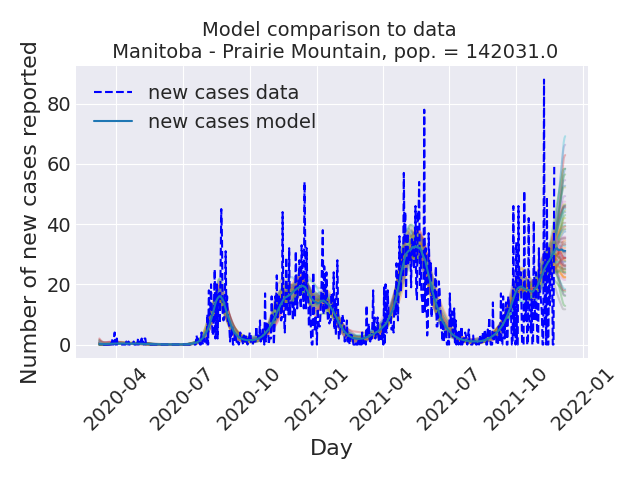 Model comparison to data
Manitoba - Prairie Mountain, pop. = 142031.0
Number of new cases reported
new cases data
new cases model
80
60
40
20
0
2020-04
2020-07
2020-10
2021-01
2021-04
2021-07
2021-10
2022-01
Day